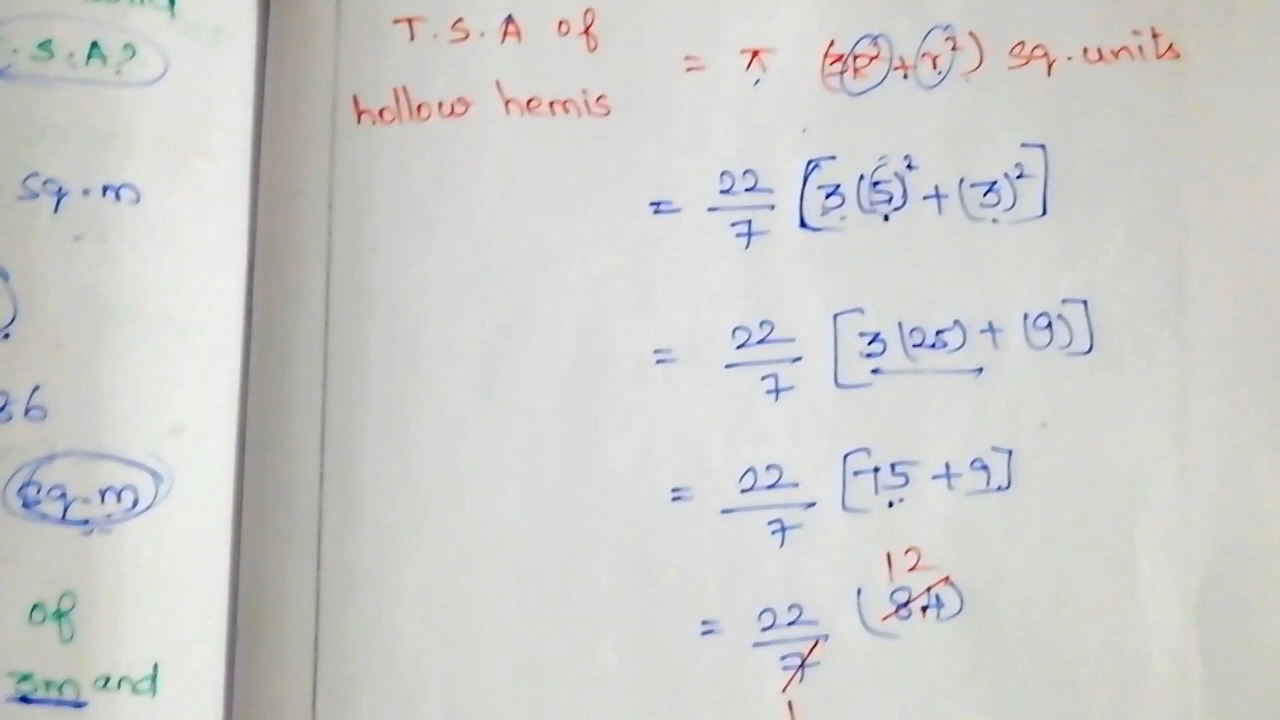 .S.A?
sq.m
36
sq.m
of
3m and
T.S.A of
hollow hemis
= π (3R²+r²) sq.units
= 22/7 [3(5)²+(3)²]
= 22/7 [3(25)+(9)]
= 22/7 [75+9]
12
= 22/7 (84)
1